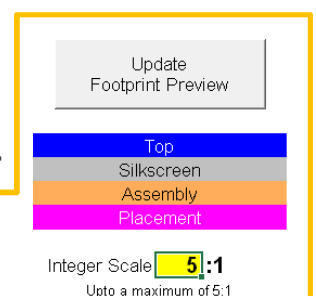 Update
Footprint Preview
Top
Silkscreen
Assembly
Placement
Integer Scale 5:1
Upto a maximum of 5:1